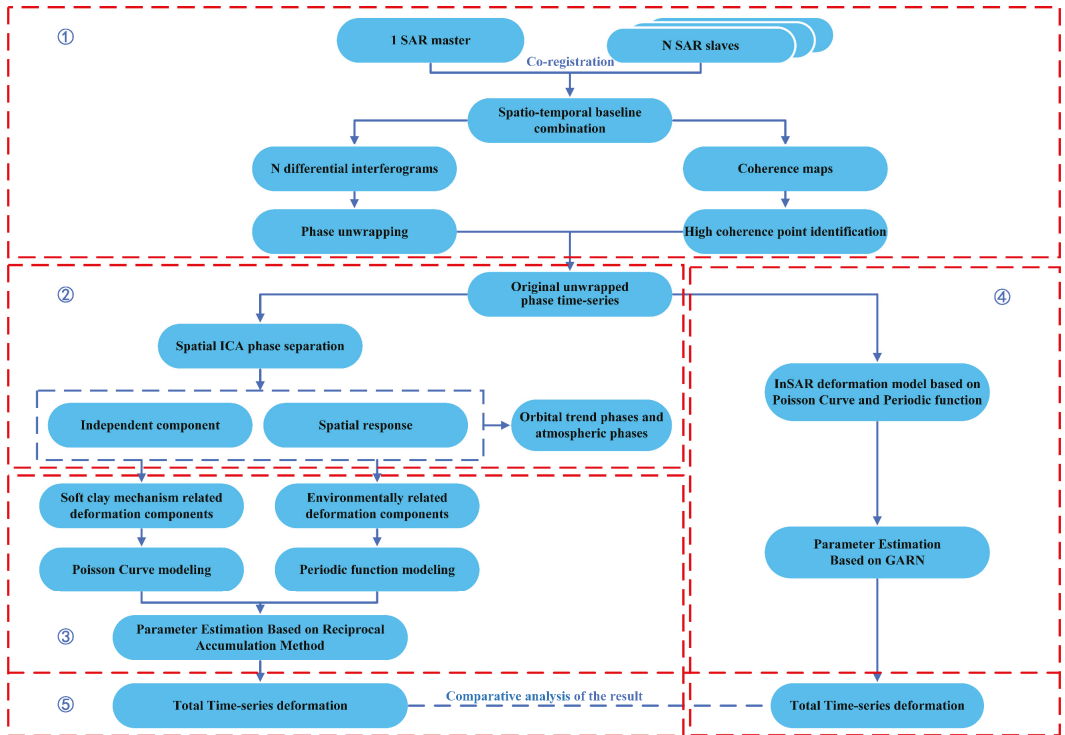 ①
1 SAR master
N SAR slaves
Co-registration
Spatio-temporal baseline
combination
N differential interferograms
Coherence maps
Phase unwrapping
High coherence point identification
②
Original unwrapped
phase time-series
④
Spatial ICA phase separation
InSAR deformation model based on
Poisson Curve and Periodic function
Independent component
Spatial response
Orbital trend phases and
atmospheric phases
Soft clay mechanism related
deformation components
Environmentally related
deformation components
Parameter Estimation
Based on GARN
Poisson Curve modeling
Periodic function modeling
③
Parameter Estimation Based on Reciprocal
Accumulation Method
⑤
Total Time-series deformation
Comparative analysis of the result
Total Time-series deformation